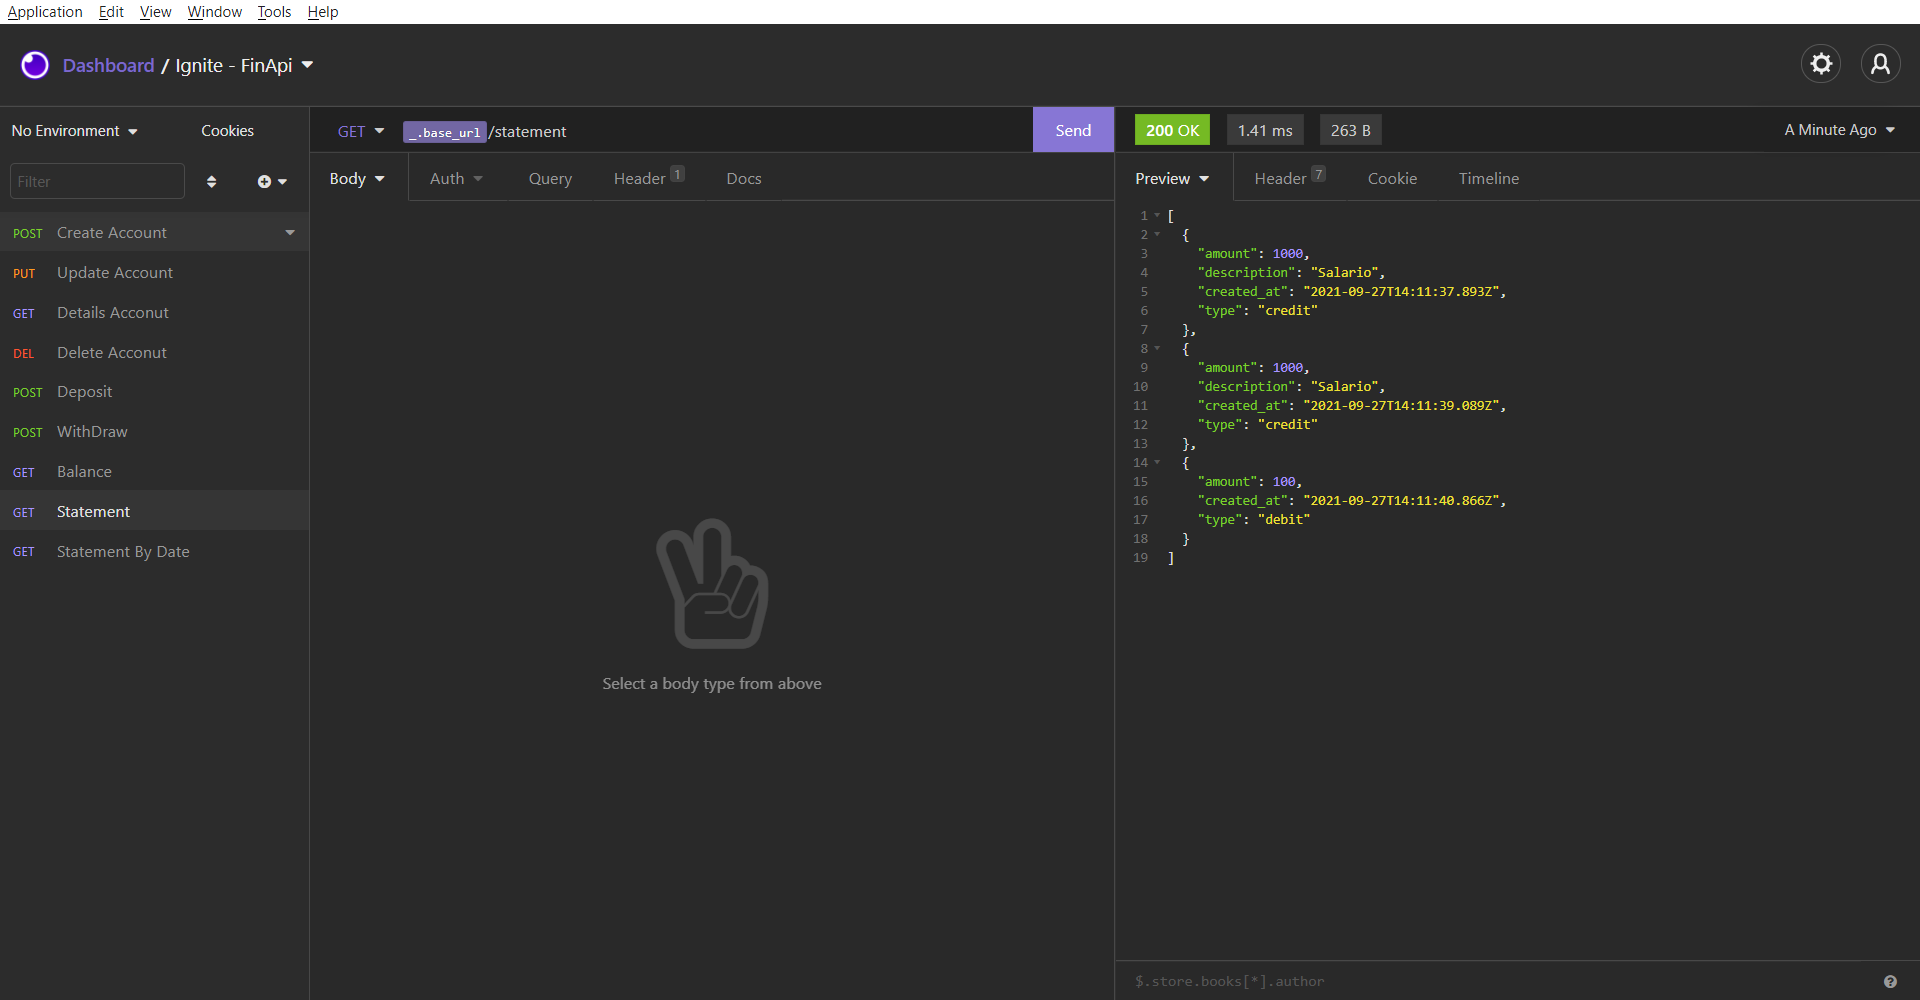 Application Edit View Window Tools Help
Dashboard / Ignite - FinApi
No Environment Cookies
Filter
POST Create Account
PUT Update Account
GET Details Acconut
DEL Delete Acconut
POST Deposit
POST WithDraw
GET Balance
GET Statement
GET Statement By Date
GET _.base_url/statement Send
Body Auth Query Header 1 Docs
Select a body type from above
200 OK 1.41 ms 263 B A Minute Ago
Preview Header 7 Cookie Timeline
1 [
2 {
3 "amount": 1000,
4 "description": "Salario",
5 "created_at": "2021-09-27T14:11:37.893Z",
6 "type": "credit"
7 },
8 {
9 "amount": 1000,
10 "description": "Salario",
11 "created_at": "2021-09-27T14:11:39.089Z",
12 "type": "credit"
13 },
14 {
15 "amount": 100,
16 "created_at": "2021-09-27T14:11:40.866Z",
17 "type": "debit"
18 }
19 ]
$.store.books[*].author ?